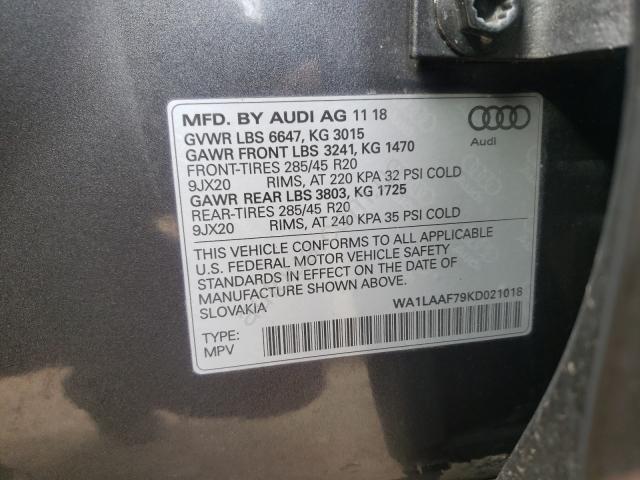 MFD. BY AUDI AG 11 18
GVWR LBS 6647, KG 3015
GAWR FRONT LBS 3241, KG 1470
FRONT-TIRES 285/45 R20
9JX20 RIMS, AT 220 KPA 32 PSI COLD
GAWR REAR LBS 3803, KG 1725
REAR-TIRES 285/45 R20
9JX20 RIMS, AT 240 KPA 35 PSI COLD
Audi
THIS VEHICLE CONFORMS TO ALL APPLICABLE
U.S. FEDERAL MOTOR VEHICLE SAFETY
STANDARDS IN EFFECT ON THE DATE OF
MANUFACTURE SHOWN ABOVE.
SLOVAKIA
WA1LAAF79KD021018
TYPE:
MPV